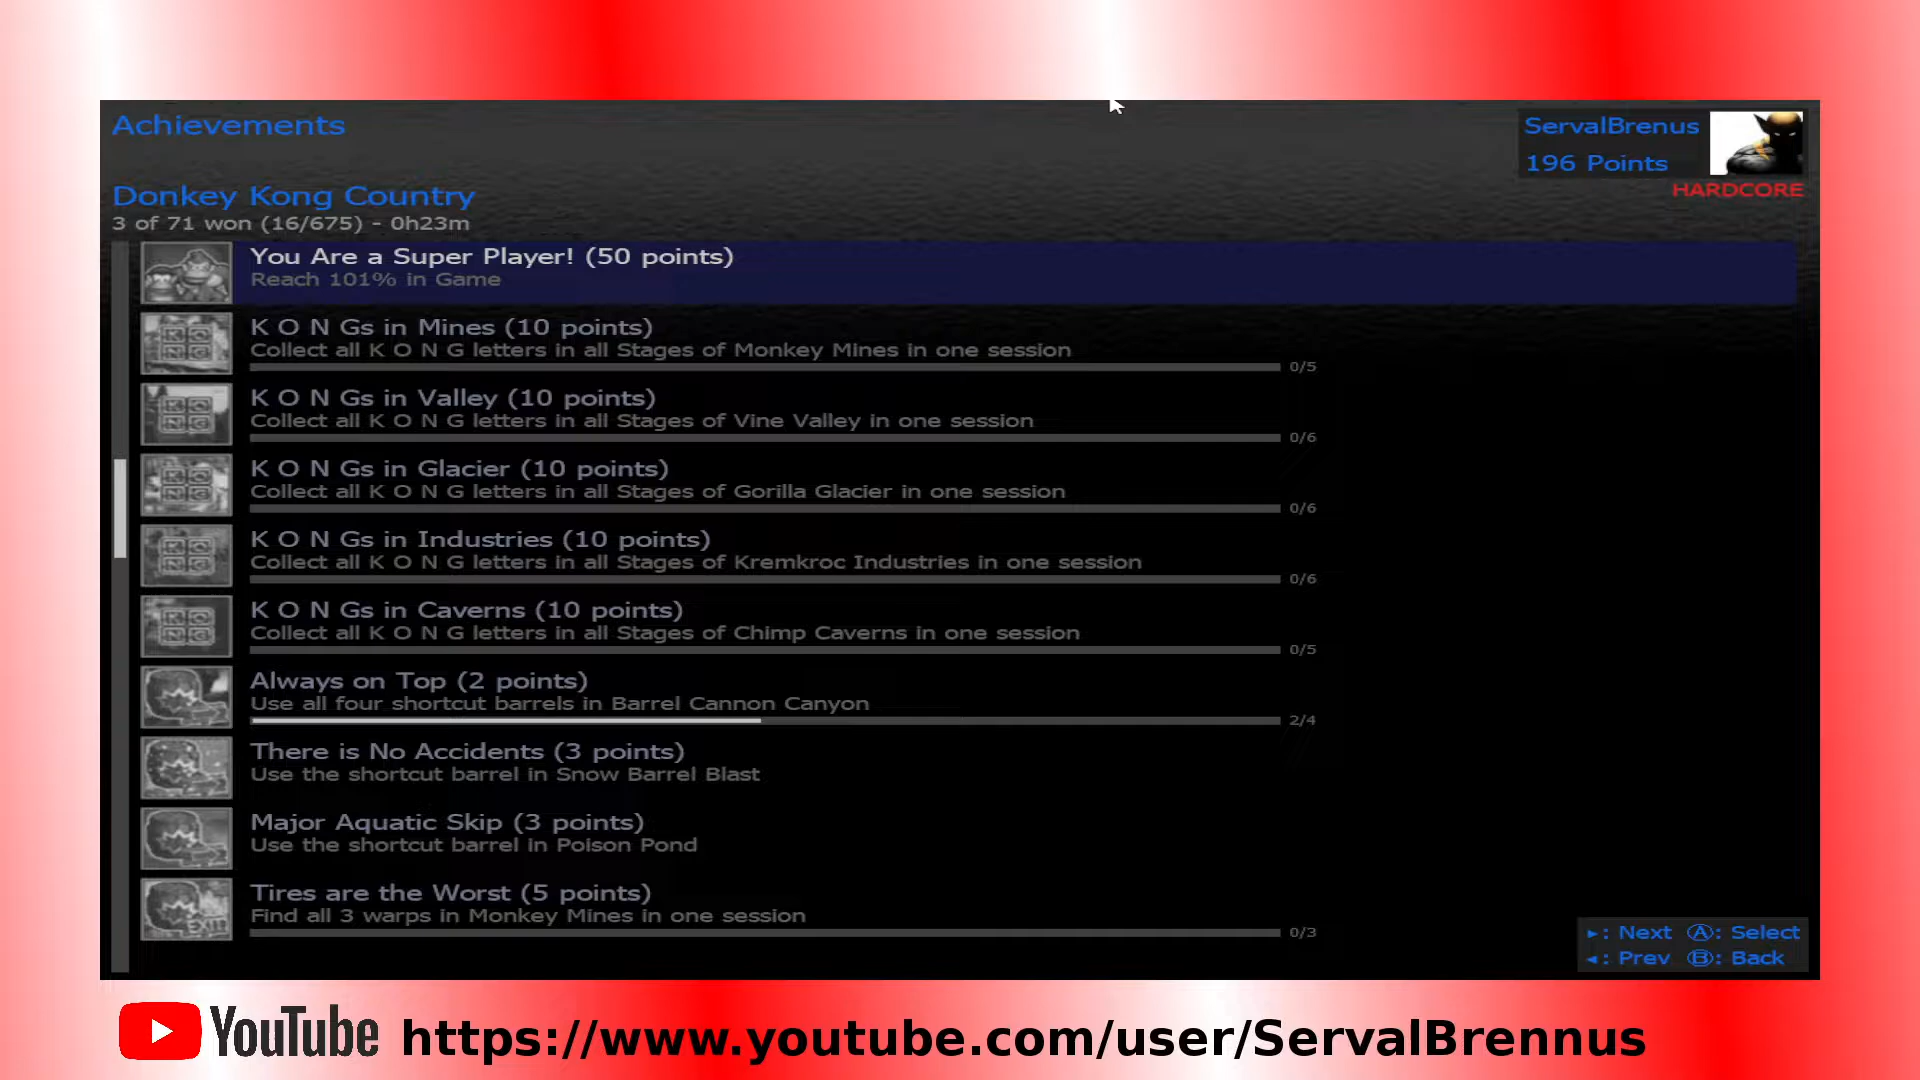 Achievements
ServalBrenus
196 Points
HARDCORE
Donkey Kong Country
3 of 71 won (16/675) - 0h23m
You Are a Super Player! (50 points)
Reach 101% in Game
K O N Gs in Mines (10 points)
Collect all K O N G letters in all Stages of Monkey Mines in one session
0/5
K O N Gs in Valley (10 points)
Collect all K O N G letters in all Stages of Vine Valley in one session
0/6
K O N Gs in Glacier (10 points)
Collect all K O N G letters in all Stages of Gorilla Glacier in one session
0/6
K O N Gs in Industries (10 points)
Collect all K O N G letters in all Stages of Kremkroc Industries in one session
0/6
K O N Gs in Caverns (10 points)
Collect all K O N G letters in all Stages of Chimp Caverns in one session
0/5
Always on Top (2 points)
Use all four shortcut barrels in Barrel Cannon Canyon
2/4
There is No Accidents (3 points)
Use the shortcut barrel in Snow Barrel Blast
Major Aquatic Skip (3 points)
Use the shortcut barrel in Poison Pond
Tires are the Worst (5 points)
Find all 3 warps in Monkey Mines in one session
0/3
EXIT
►: Next Ⓐ: Select
◄: Prev Ⓑ: Back
YouTube https://www.youtube.com/user/ServalBrennus